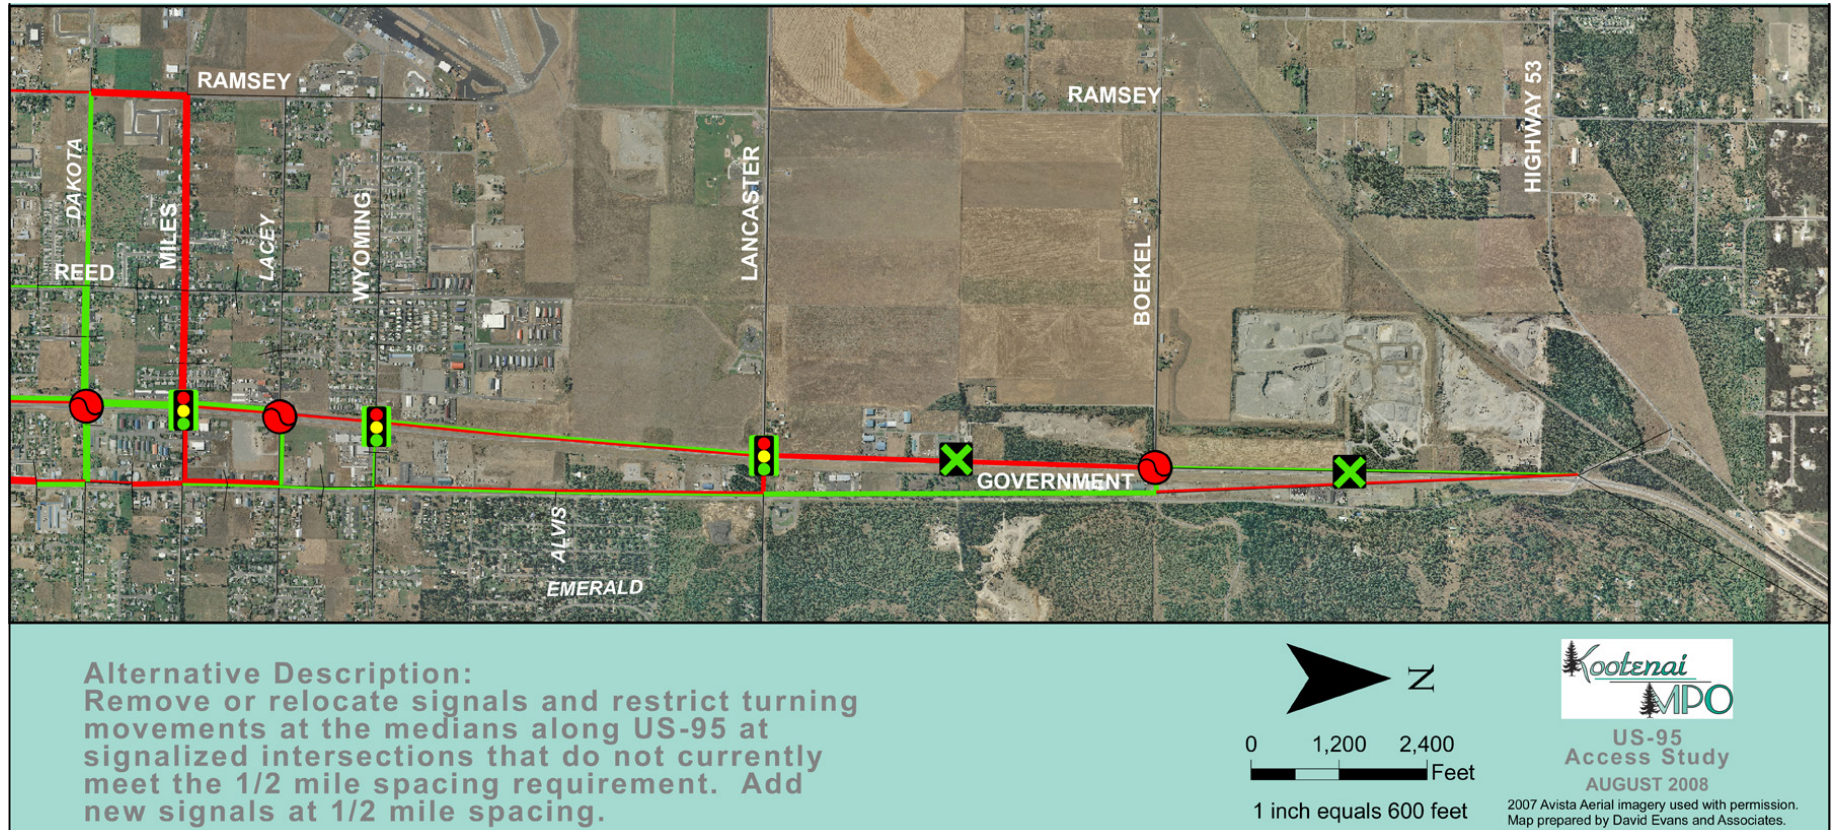 RAMSEY
RAMSEY
HIGHWAY 53
DAKOTA
MILES
LACEY
WYOMING
LANCASTER
BOEKEL
REED
GOVERNMENT
ALVIS
EMERALD
Alternative Description:
Remove or relocate signals and restrict turning
movements at the medians along US-95 at
signalized intersections that do not currently
meet the 1/2 mile spacing requirement. Add
new signals at 1/2 mile spacing.
N
0 1,200 2,400
Feet
1 inch equals 600 feet
Kootenai
MPO
US-95
Access Study
AUGUST 2008
2007 Avista Aerial imagery used with permission.
Map prepared by David Evans and Associates.